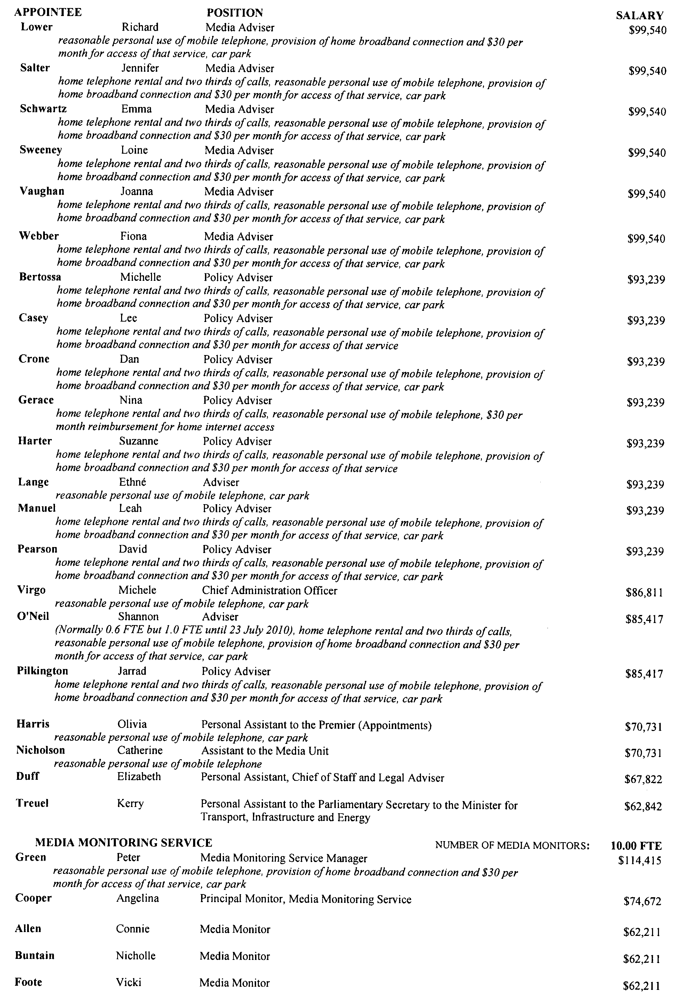 APPOINTEE POSITION SALARY
Lower Richard Media Adviser $99,540
reasonable personal use of mobile telephone, provision of home broadband connection and $30 per
month for access of that service, car park
Salter Jennifer Media Adviser $99,540
home telephone rental and two thirds of calls, reasonable personal use of mobile telephone, provision of
home broadband connection and $30 per month for access of that service, car park
Schwartz Emma Media Adviser $99,540
home telephone rental and two thirds of calls, reasonable personal use of mobile telephone, provision of
home broadband connection and $30 per month for access of that service, car park
Sweeney Loine Media Adviser $99,540
home telephone rental and two thirds of calls, reasonable personal use of mobile telephone, provision of
home broadband connection and $30 per month for access of that service, car park
Vaughan Joanna Media Adviser $99,540
home telephone rental and two thirds of calls, reasonable personal use of mobile telephone, provision of
home broadband connection and $30 per month for access of that service, car park
Webber Fiona Media Adviser $99,540
home telephone rental and two thirds of calls, reasonable personal use of mobile telephone, provision of
home broadband connection and $30 per month for access of that service, car park
Bertossa Michelle Policy Adviser $93,239
home telephone rental and two thirds of calls, reasonable personal use of mobile telephone, provision of
home broadband connection and $30 per month for access of that service, car park
Casey Lee Policy Adviser $93,239
home telephone rental and two thirds of calls, reasonable personal use of mobile telephone, provision of
home broadband connection and $30 per month for access of that service
Crone Dan Policy Adviser $93,239
home telephone rental and two thirds of calls, reasonable personal use of mobile telephone, provision of
home broadband connection and $30 per month for access of that service, car park
Gerace Nina Policy Adviser $93,239
home telephone rental and two thirds of calls, reasonable personal use of mobile telephone, $30 per
month reimbursement for home internet access
Harter Suzanne Policy Adviser $93,239
home telephone rental and two thirds of calls, reasonable personal use of mobile telephone, provision of
home broadband connection and $30 per month for access of that service
Lange Ethné Adviser $93,239
reasonable personal use of mobile telephone, car park
Manuel Leah Policy Adviser $93,239
home telephone rental and two thirds of calls, reasonable personal use of mobile telephone, provision of
home broadband connection and $30 per month for access of that service, car park
Pearson David Policy Adviser $93,239
home telephone rental and two thirds of calls, reasonable personal use of mobile telephone, provision of
home broadband connection and $30 per month for access of that service, car park
Virgo Michele Chief Administration Officer $86,811
reasonable personal use of mobile telephone, car park
O'Neil Shannon Adviser $85,417
(Normally 0.6 FTE but 1.0 FTE until 23 July 2010), home telephone rental and two thirds of calls,
reasonable personal use of mobile telephone, provision of home broadband connection and $30 per
month for access of that service, car park
Pilkington Jarrad Policy Adviser $85,417
home telephone rental and two thirds of calls, reasonable personal use of mobile telephone, provision of
home broadband connection and $30 per month for access of that service, car park
Harris Olivia Personal Assistant to the Premier (Appointments) $70,731
reasonable personal use of mobile telephone, car park
Nicholson Catherine Assistant to the Media Unit $70,731
reasonable personal use of mobile telephone
Duff Elizabeth Personal Assistant, Chief of Staff and Legal Adviser $67,822
Treuel Kerry Personal Assistant to the Parliamentary Secretary to the Minister for $62,842
Transport, Infrastructure and Energy
MEDIA MONITORING SERVICE NUMBER OF MEDIA MONITORS: 10.00 FTE
Green Peter Media Monitoring Service Manager $114,415
reasonable personal use of mobile telephone, provision of home broadband connection and $30 per
month for access of that service, car park
Cooper Angelina Principal Monitor, Media Monitoring Service $74,672
Allen Connie Media Monitor $62,211
Buntain Nicholle Media Monitor $62,211
Foote Vicki Media Monitor $62,211